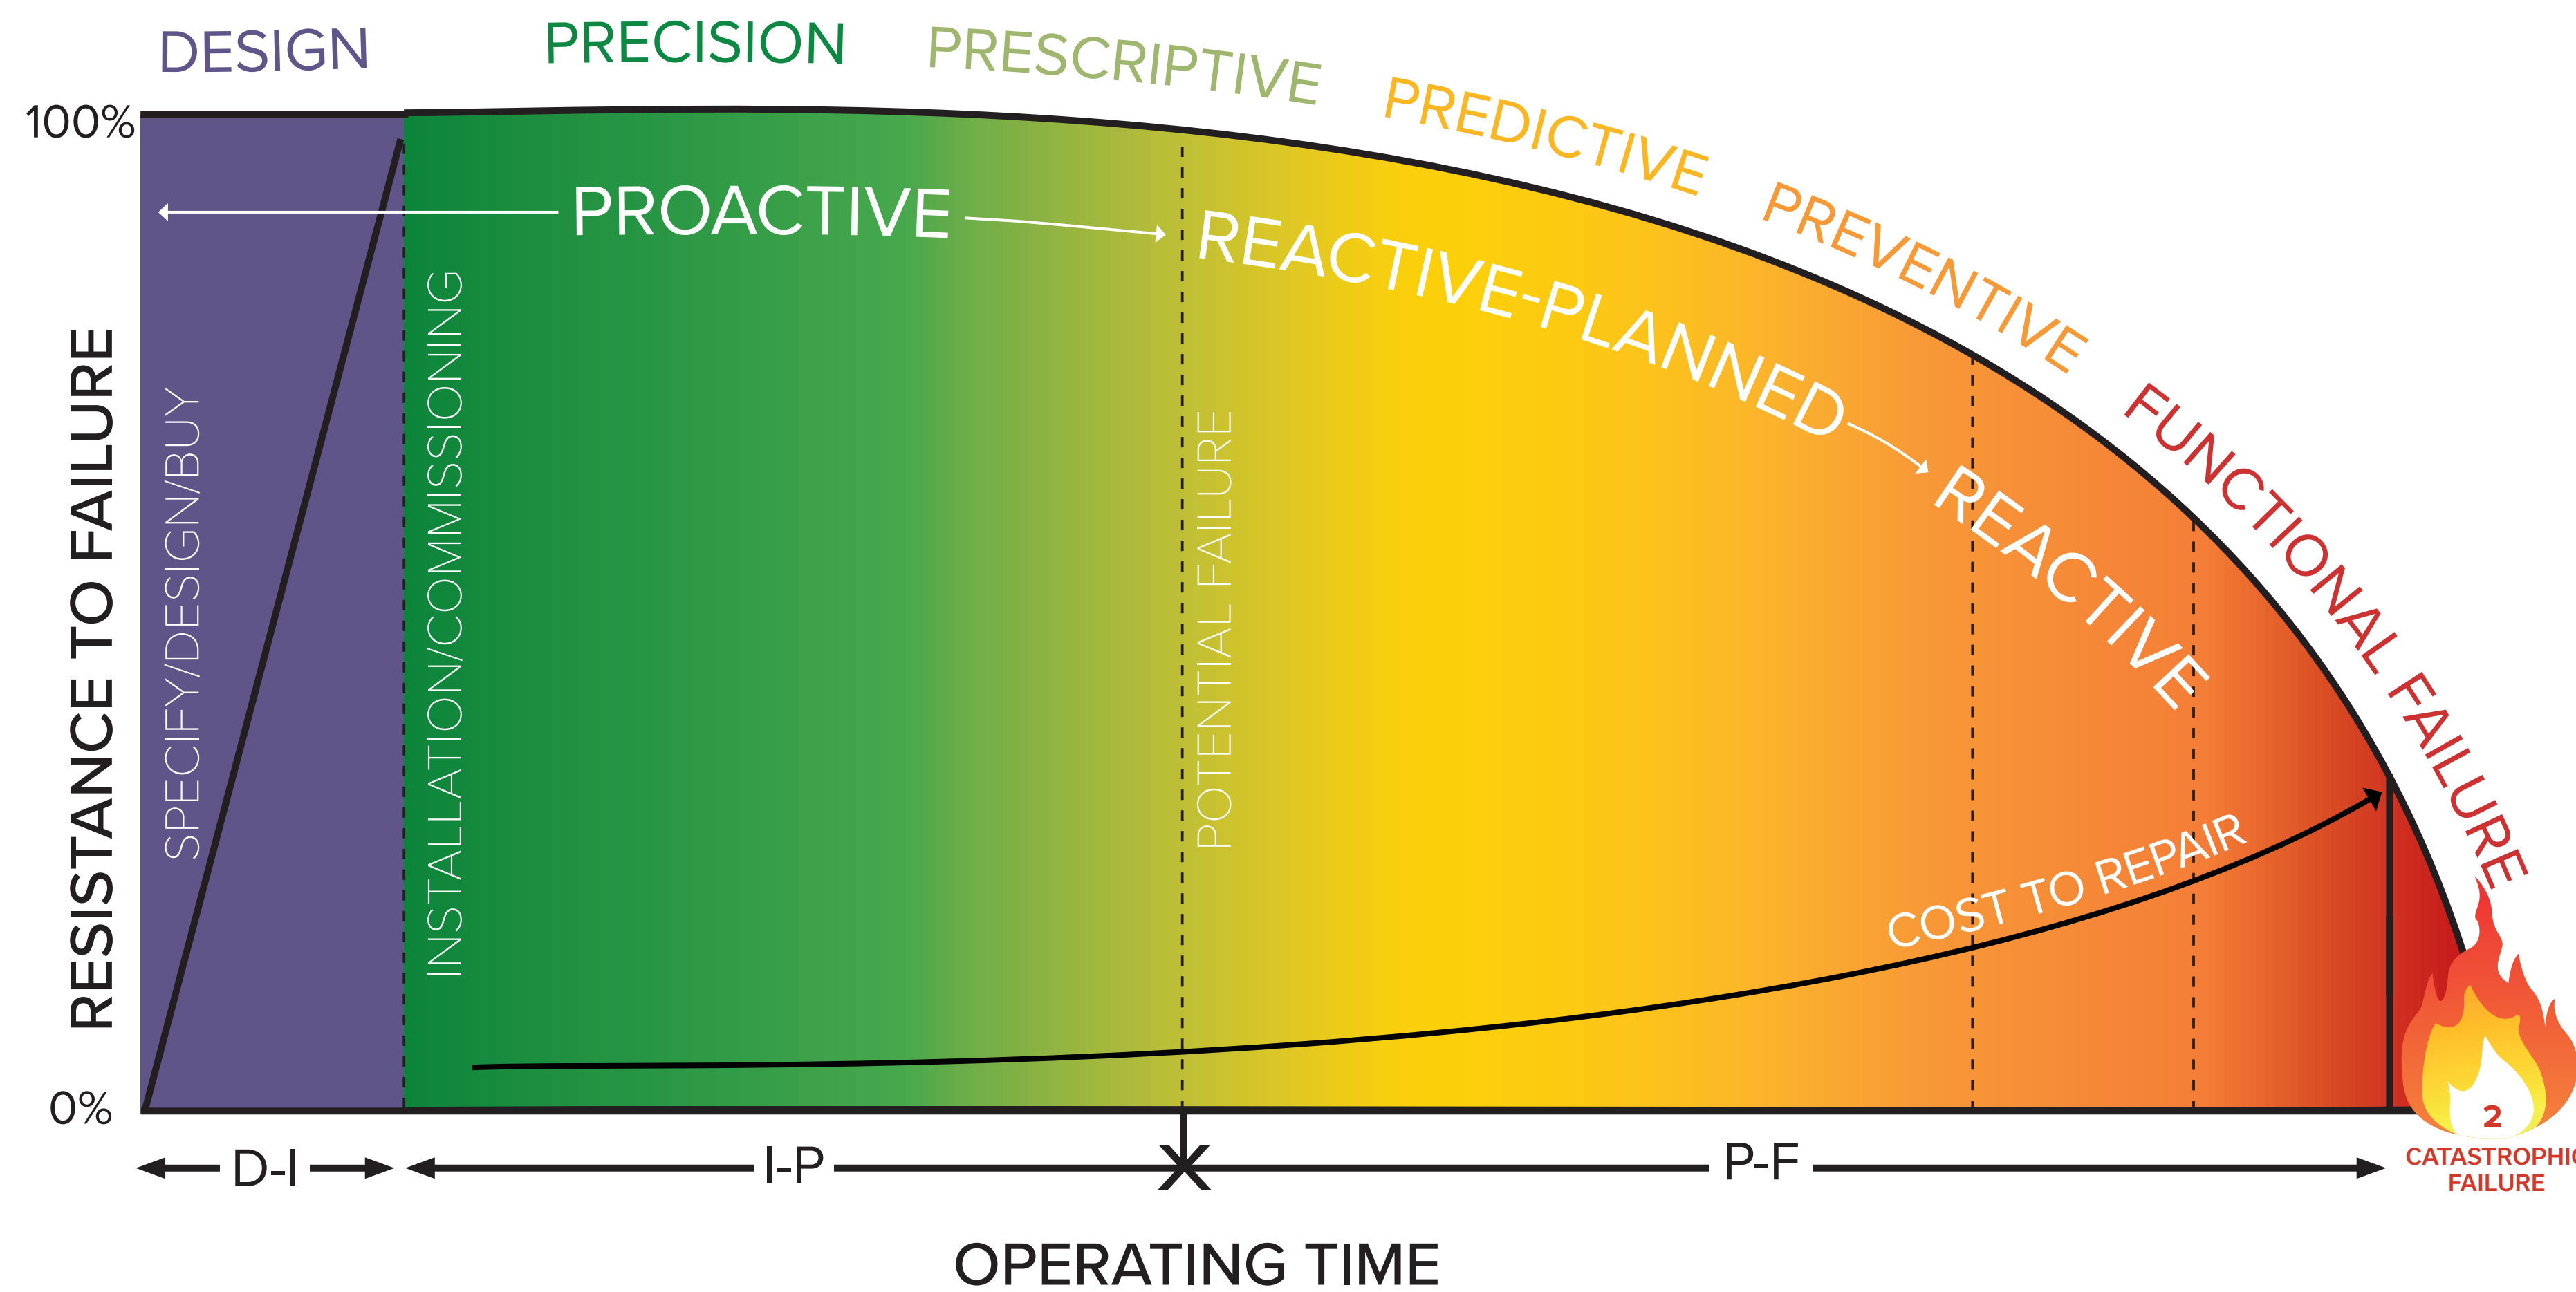 DESIGN
PRECISION
PRESCRIPTIVE
PREDICTIVE
PREVENTIVE
FUNCTIONAL FAILURE
100%
PROACTIVE
REACTIVE-PLANNED
REACTIVE
RESISTANCE TO FAILURE
SPECIFY/DESIGN/BUY
INSTALLATION/COMMISSIONING
POTENTIAL FAILURE
COST TO REPAIR
0%
2
D-I
I-P
X
P-F
CATASTROPHIC
FAILURE
OPERATING TIME